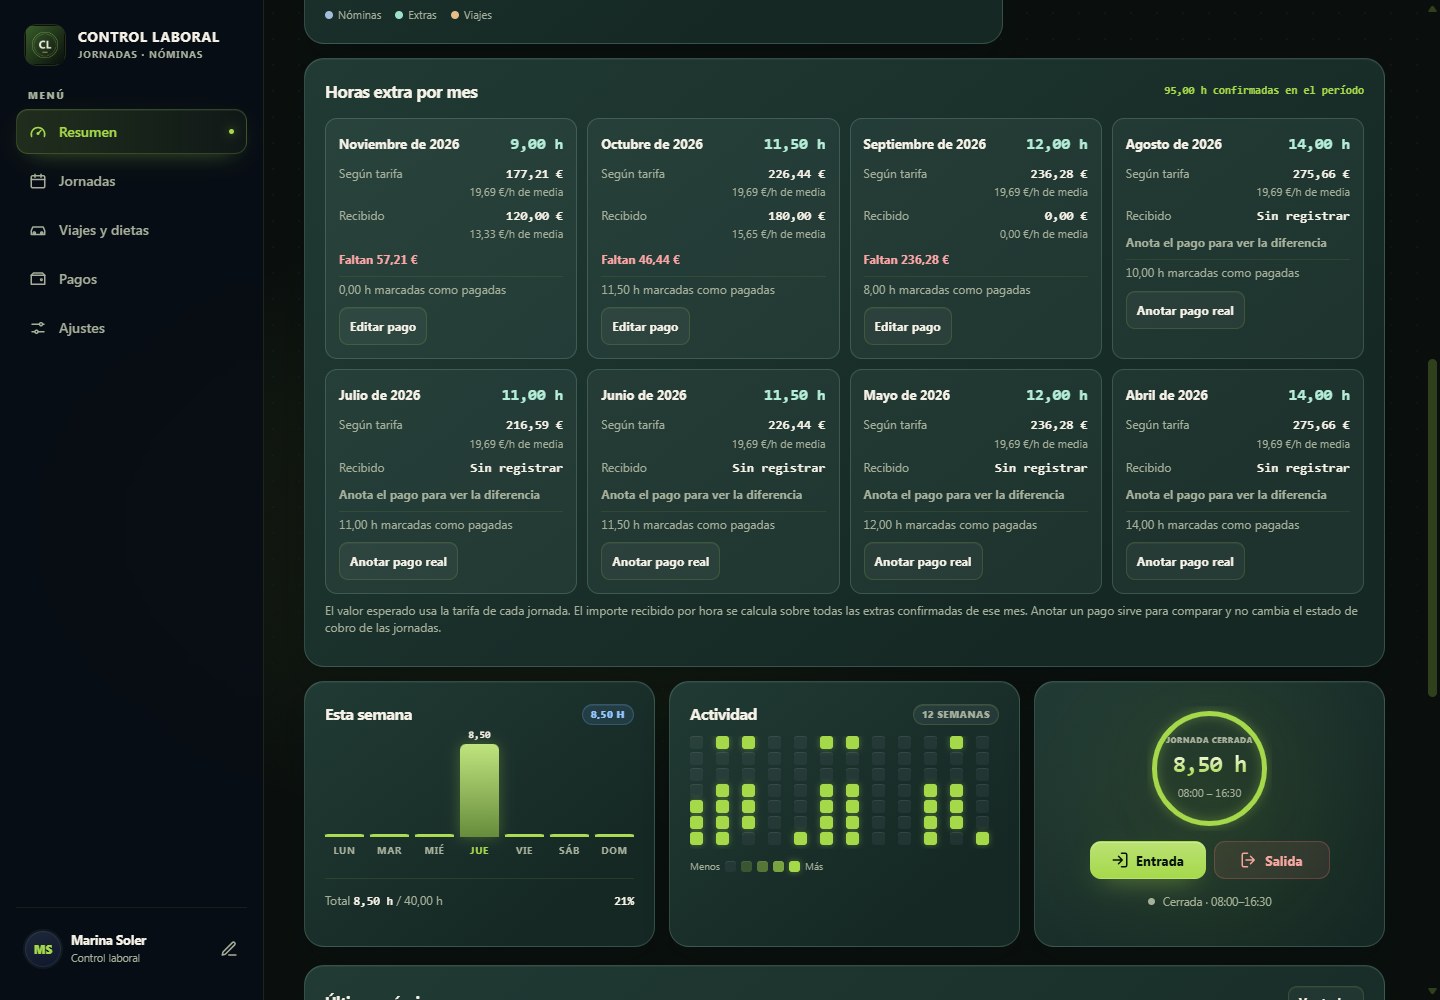 CL
CONTROL LABORAL
JORNADAS · NÓMINAS
MENÚ
Resumen
Jornadas
Viajes y dietas
Pagos
Ajustes
MS
Marina Soler
Control laboral
Nóminas Extras Viajes
Horas extra por mes
95,00 h confirmadas en el período
Noviembre de 2026 9,00 h
Según tarifa 177,21 €
19,69 €/h de media
Recibido 120,00 €
13,33 €/h de media
Faltan 57,21 €
0,00 h marcadas como pagadas
Editar pago
Octubre de 2026 11,50 h
Según tarifa 226,44 €
19,69 €/h de media
Recibido 180,00 €
15,65 €/h de media
Faltan 46,44 €
11,50 h marcadas como pagadas
Editar pago
Septiembre de 2026 12,00 h
Según tarifa 236,28 €
19,69 €/h de media
Recibido 0,00 €
0,00 €/h de media
Faltan 236,28 €
8,00 h marcadas como pagadas
Editar pago
Agosto de 2026 14,00 h
Según tarifa 275,66 €
19,69 €/h de media
Recibido Sin registrar
Anota el pago para ver la diferencia
10,00 h marcadas como pagadas
Anotar pago real
Julio de 2026 11,00 h
Según tarifa 216,59 €
19,69 €/h de media
Recibido Sin registrar
Anota el pago para ver la diferencia
11,00 h marcadas como pagadas
Anotar pago real
Junio de 2026 11,50 h
Según tarifa 226,44 €
19,69 €/h de media
Recibido Sin registrar
Anota el pago para ver la diferencia
11,50 h marcadas como pagadas
Anotar pago real
Mayo de 2026 12,00 h
Según tarifa 236,28 €
19,69 €/h de media
Recibido Sin registrar
Anota el pago para ver la diferencia
12,00 h marcadas como pagadas
Anotar pago real
Abril de 2026 14,00 h
Según tarifa 275,66 €
19,69 €/h de media
Recibido Sin registrar
Anota el pago para ver la diferencia
14,00 h marcadas como pagadas
Anotar pago real
El valor esperado usa la tarifa de cada jornada. El importe recibido por hora se calcula sobre todas las extras confirmadas de ese mes. Anotar un pago sirve para comparar y no cambia el estado de
cobro de las jornadas.
Esta semana 8,50 H
8,50
LUN MAR MIÉ JUE VIE SÁB DOM
Total 8,50 h / 40,00 h 21%
Actividad 12 SEMANAS
Menos Más
JORNADA CERRADA
8,50 h
08:00 – 16:30
Entrada Salida
Cerrada · 08:00–16:30